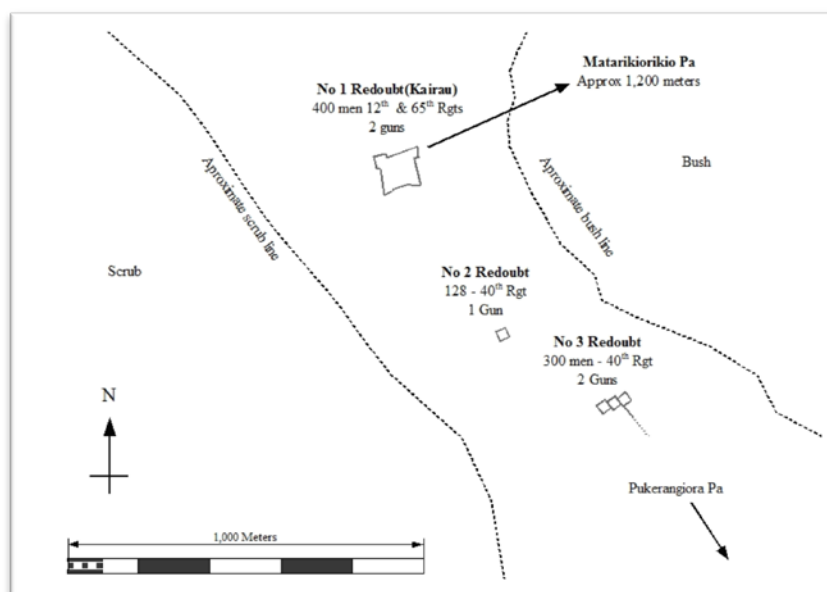 Matarikiorikio Pa
Approx 1,200 meters
No 1 Redoubt(Kairau)
400 men 12th & 65th Rgts
2 guns
Bush
Aproximate scrub line
Aproximate bush line
Scrub
No 2 Redoubt
128 - 40th Rgt
1 Gun
No 3 Redoubt
300 men - 40th Rgt
2 Guns
N
Pukerangiora Pa
1,000 Meters